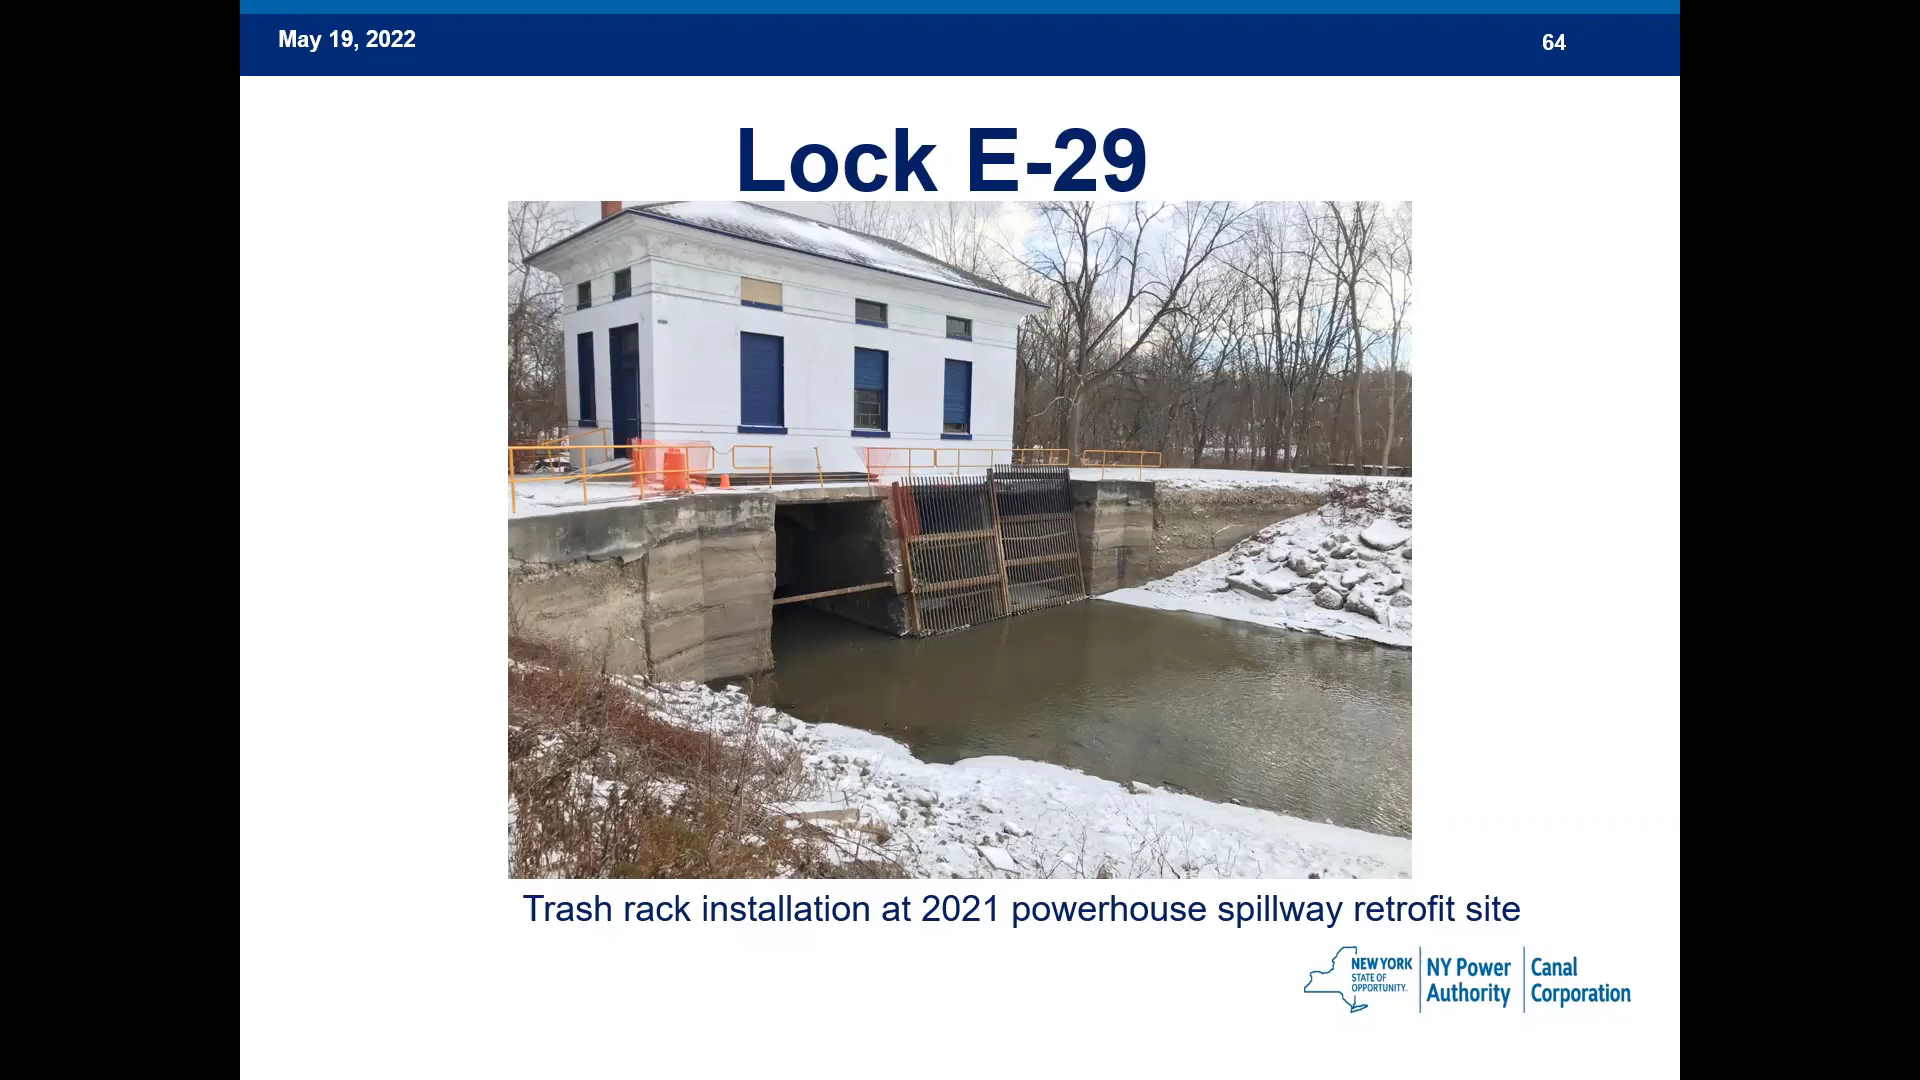 May 19, 2022
64
Lock E-29
Trash rack installation at 2021 powerhouse spillway retrofit site
NEW YORK
STATE OF
OPPORTUNITY.
NY Power
Authority
Canal
Corporation